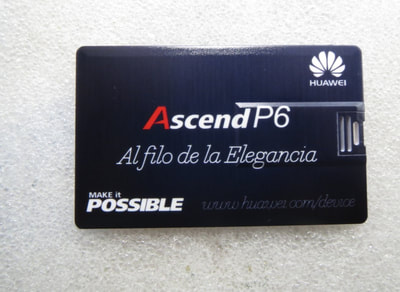 HUAWEI
Ascend P6
Al filo de la Elegancia
MAKE it
POSSIBLE
www.huawei.com/device